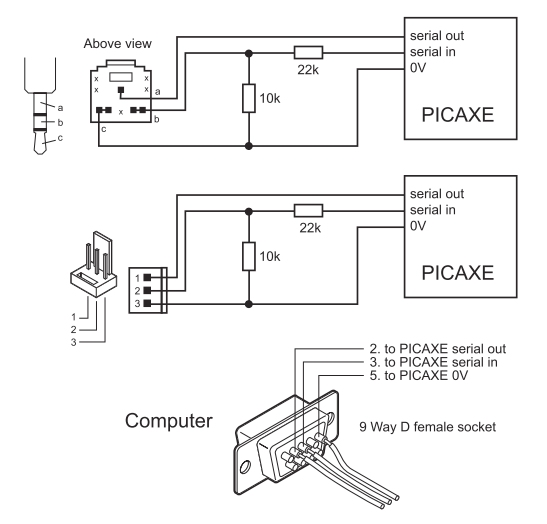 Above view
x
x
x
x
x
a
b
c
a
b
c
10k
22k
serial out
serial in
0V
PICAXE
1
2
3
1
2
3
10k
22k
serial out
serial in
0V
PICAXE
2. to PICAXE serial out
3. to PICAXE serial in
5. to PICAXE 0V
Computer
9 Way D female socket